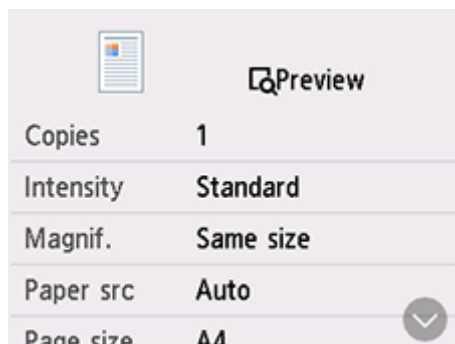 Preview
Copies 1
Intensity Standard
Magnif. Same size
Paper src Auto
Page size A4